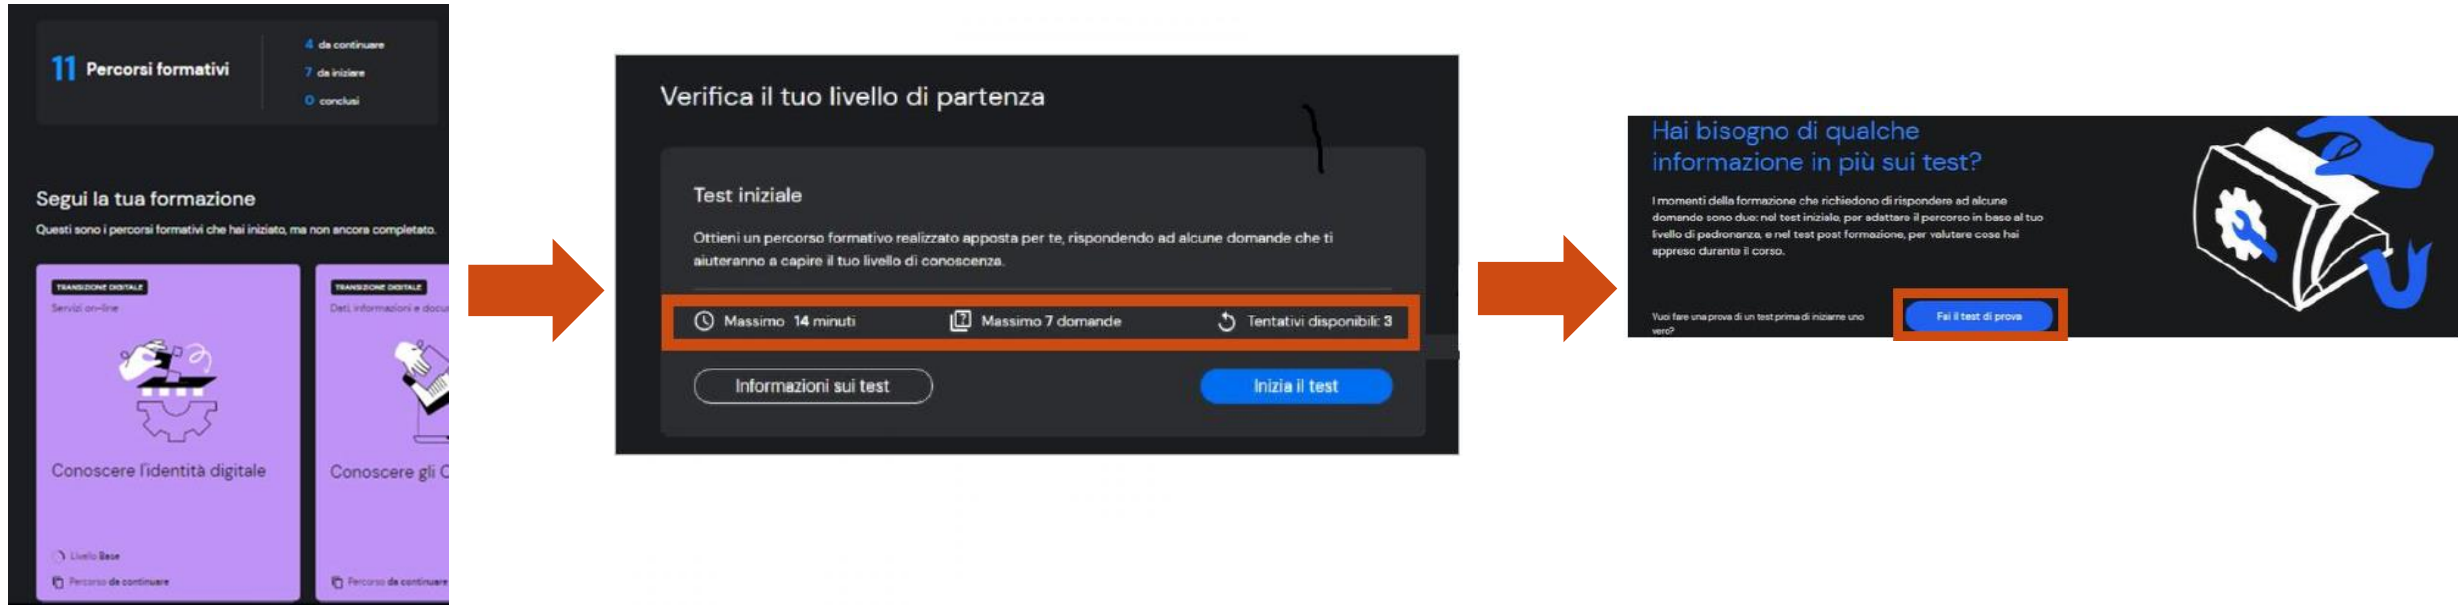 11 Percorsi formativi
4 da continuare
7 da iniziare
0 conclusi
Segui la tua formazione
Questi sono i percorsi formativi che hai iniziato, ma non ancora completato.
TRANSIZIONE DIGITALE
Servizi on-line
Conoscere l'identità digitale
Livello Base
Percorso da continuare
TRANSIZIONE DIGITALE
Dati, informazioni e docu
Conoscere gli
Percorso da continuare
Verifica il tuo livello di partenza
Test iniziale
Ottieni un percorso formativo realizzato apposta per te, rispondendo ad alcune domande che ti
aiuteranno a capire il tuo livello di conoscenza.
Massimo 14 minuti
Massimo 7 domande
Tentativi disponibili: 3
Informazioni sui test
Inizia il test
Hai bisogno di qualche
informazione in più sui test?
I momenti della formazione che richiedono di rispondere ad alcune
domande sono due: nel test iniziale, per adattare il percorso in base al tuo
livello di padronanza, e nel test post formazione, per valutare cosa hai
appreso durante il corso.
Vuoi fare una prova di un test prima di iniziarne uno
vero?
Fai il test di prova